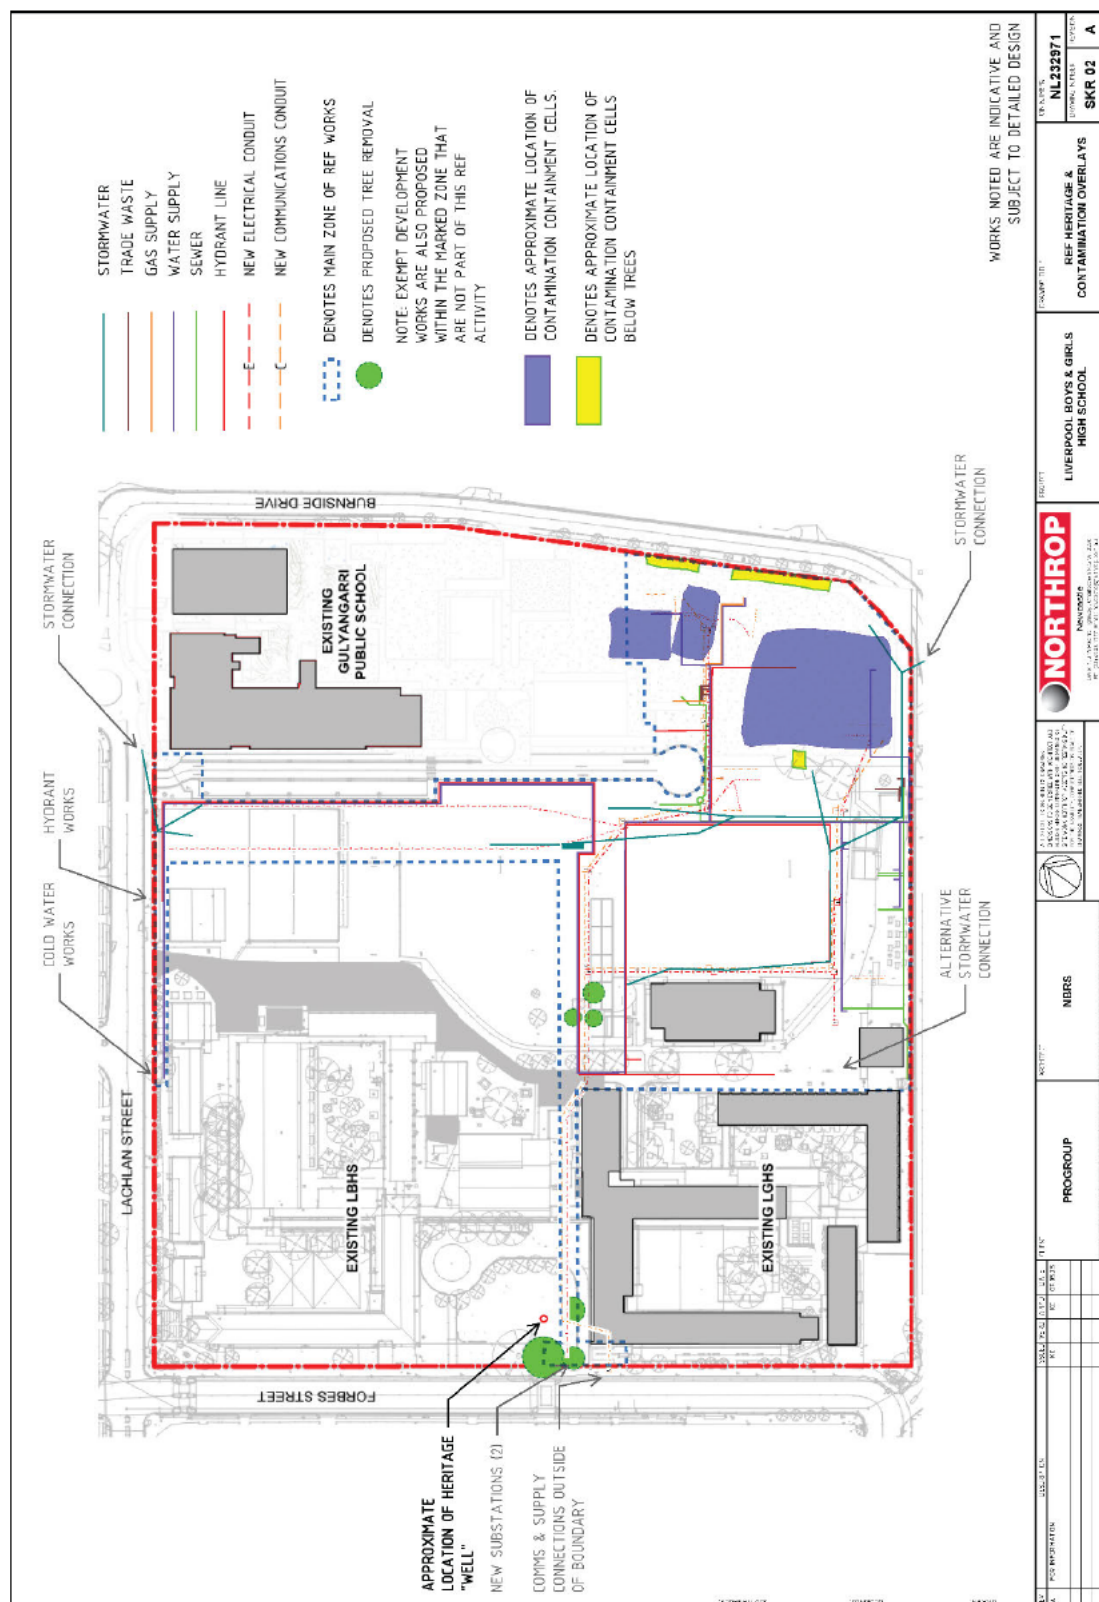 STORMWATER
TRADE WASTE
GAS SUPPLY
WATER SUPPLY
SEWER
HYDRANT LINE
E
NEW ELECTRICAL CONDUIT
C
NEW COMMUNICATIONS CONDUIT
DENOTES MAIN ZONE OF REF WORKS
DENOTES PROPOSED TREE REMOVAL
NOTE: EXEMPT DEVELOPMENT
WORKS ARE ALSO PROPOSED
WITHIN THE MARKED ZONE THAT
ARE NOT PART OF THIS REF
ACTIVITY
DENOTES APPROXIMATE LOCATION OF
CONTAMINATION CONTAINMENT CELLS.
DENOTES APPROXIMATE LOCATION OF
CONTAMINATION CONTAINMENT CELLS
BELOW TREES
WORKS NOTED ARE INDICATIVE AND
SUBJECT TO DETAILED DESIGN
COLD WATER
WORKS
HYDRANT
WORKS
STORMWATER
CONNECTION
LACHLAN STREET
BURNSIDE DRIVE
FORBES STREET
EXISTING
GULYANGARRI
PUBLIC SCHOOL
EXISTING LBHS
EXISTING LGHS
APPROXIMATE
LOCATION OF HERITAGE
"WELL"
NEW SUBSTATIONS (2)
COMMS & SUPPLY
CONNECTIONS OUTSIDE
OF BOUNDARY
ALTERNATIVE
STORMWATER
CONNECTION
STORMWATER
CONNECTION
FOR INFORMATION
PROGROUP
NBRS
NORTHROP
Newcastle
LIVERPOOL BOYS & GIRLS
HIGH SCHOOL
REF HERITAGE &
CONTAMINATION OVERLAYS
NL232971
SKR 02
A